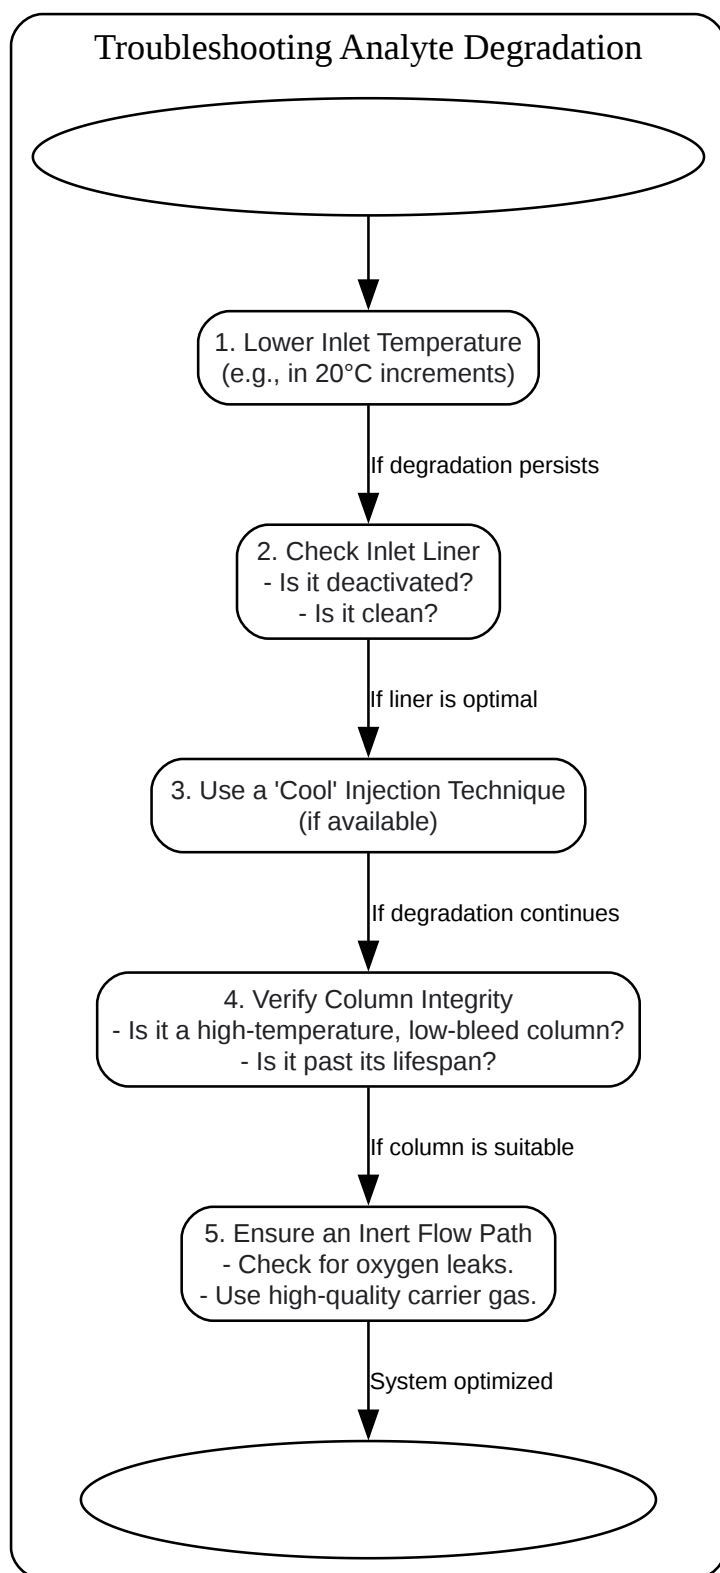 Troubleshooting Analyte Degradation
1. Lower Inlet Temperature
(e.g., in 20°C increments)
If degradation persists
2. Check Inlet Liner
- Is it deactivated?
- Is it clean?
If liner is optimal
3. Use a 'Cool' Injection Technique
(if available)
If degradation continues
4. Verify Column Integrity
- Is it a high-temperature, low-bleed column?
- Is it past its lifespan?
If column is suitable
5. Ensure an Inert Flow Path
- Check for oxygen leaks.
- Use high-quality carrier gas.
System optimized